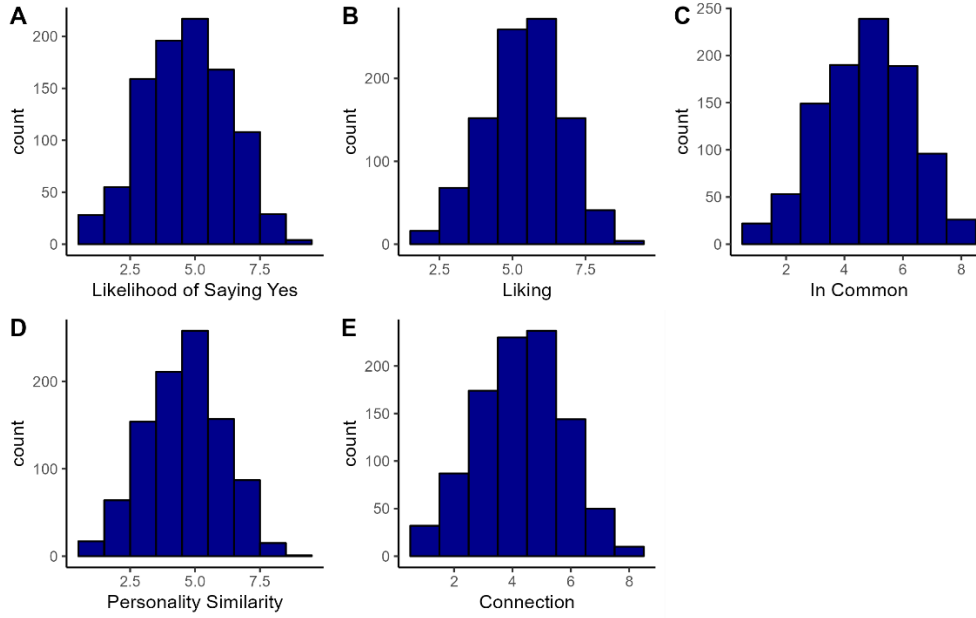 A
count
200
150
100
50
0
2.5 5.0 7.5
Likelihood of Saying Yes
B
count
200
100
0
2.5 5.0 7.5
Liking
C
count
250
200
150
100
50
0
2 4 6 8
In Common
D
count
200
100
0
2.5 5.0 7.5
Personality Similarity
E
count
200
150
100
50
0
2 4 6 8
Connection